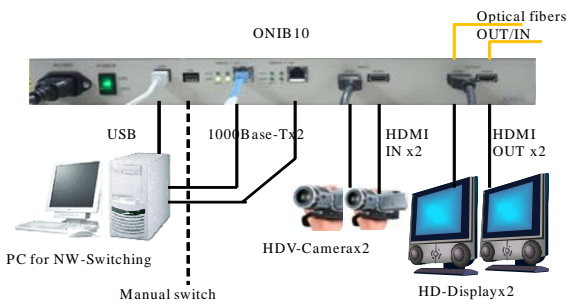 Optical fibers
ONIB10
OUT/IN
POWER
USB
1000Base-Tx2
HDMI
IN x2
HDMI
OUT x2
PC for NW-Switching
HDV-Camerax2
Manual switch
HD-Displayx2